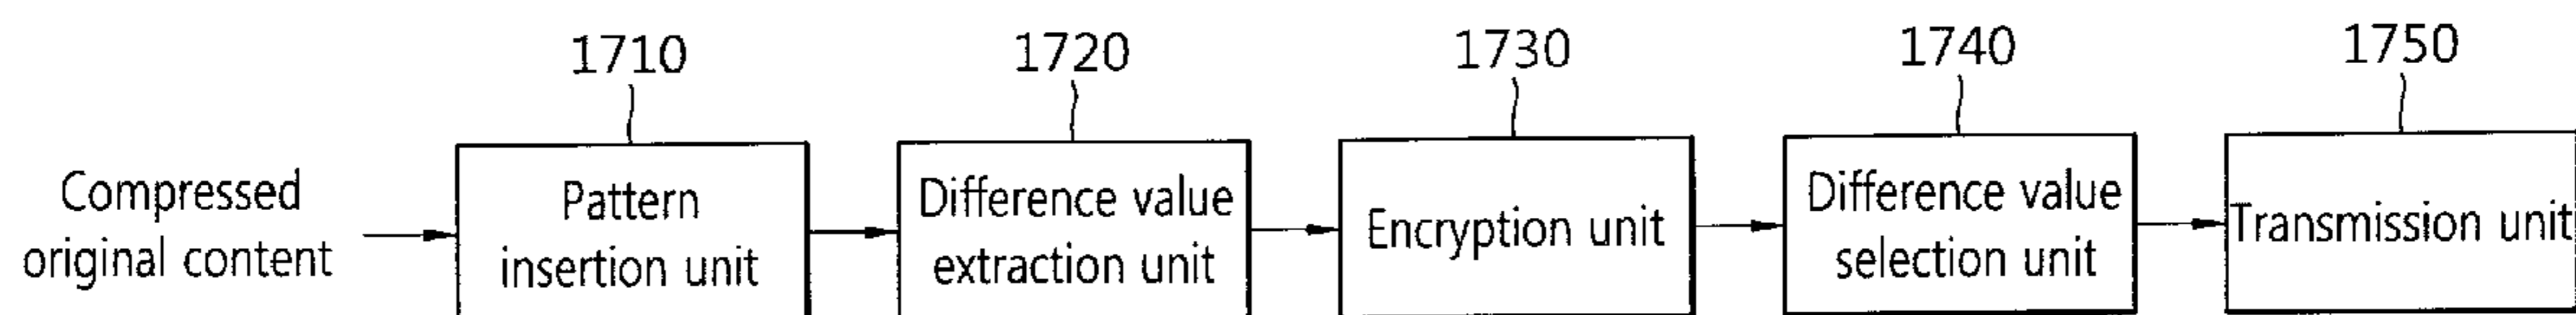 1710
1720
1730
1740
1750
Compressed
original content
Pattern
insertion unit
Difference value
extraction unit
Encryption unit
Difference value
selection unit
Transmission unit